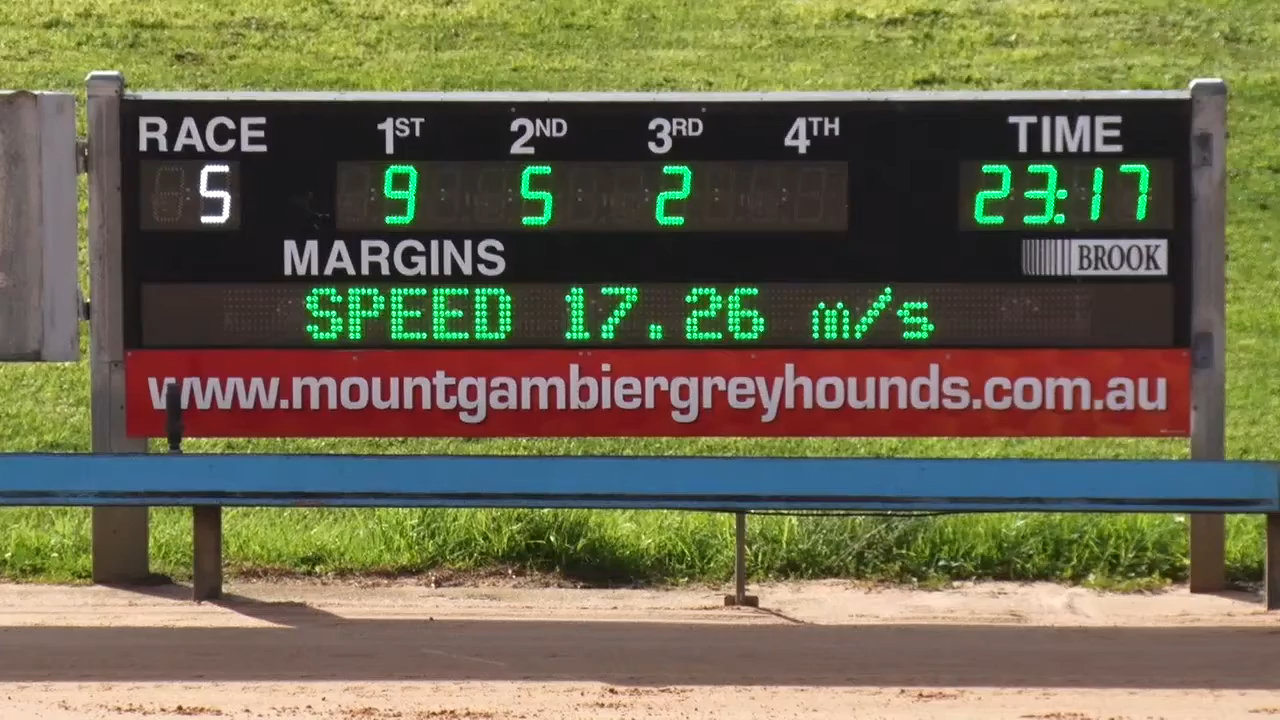 RACE 1ST 2ND 3RD 4TH TIME
5 9 5 2 23:17
MARGINS BROOK
SPEED 17.26 m/s
www.mountgambiergreyhounds.com.au